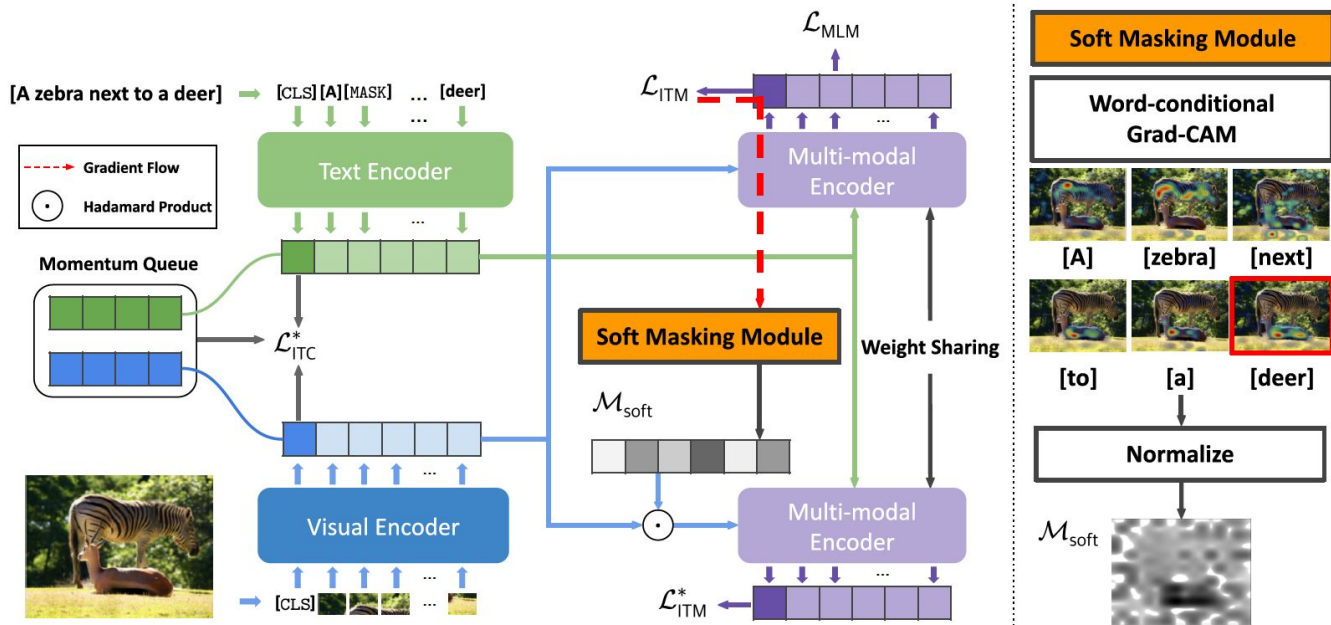 [A zebra next to a deer]
[CLS] [A] [MASK] ... [deer]
...
Text Encoder
...
Gradient Flow
Hadamard Product
Momentum Queue
ℒ*ITC
...
Visual Encoder
...
[CLS] ...
ℒMLM
ℒITM
...
Multi-modal
Encoder
Soft Masking Module
Weight Sharing
ℳsoft
Multi-modal
Encoder
...
ℒ*ITM
Soft Masking Module
Word-conditional
Grad-CAM
[A] [zebra] [next]
[to] [a] [deer]
Normalize
ℳsoft